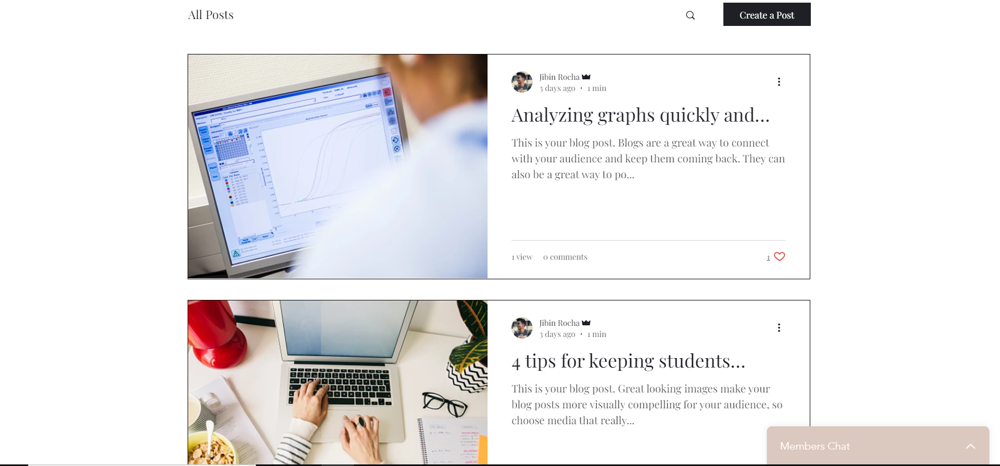 All Posts
Create a Post
Jibin Rocha
3 days ago · 1 min
Analyzing graphs quickly and...
This is your blog post. Blogs are a great way to connect
with your audience and keep them coming back. They can
also be a great way to po...
1 view 0 comments
1
Jibin Rocha
3 days ago · 1 min
4 tips for keeping students...
This is your blog post. Great looking images make your
blog posts more visually compelling for your audience, so
choose media that really...
Members Chat